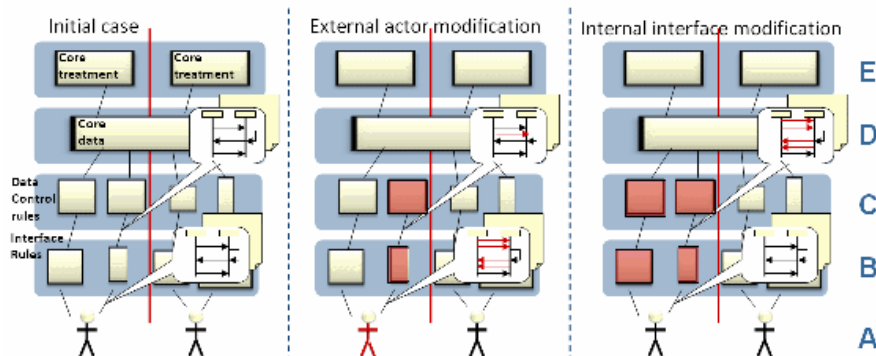 Initial case
External actor modification
Internal interface modification
Core
treatment
Core
treatment
E
Core
data
D
Data
Control
rules
C
Interface
Rules
B
A